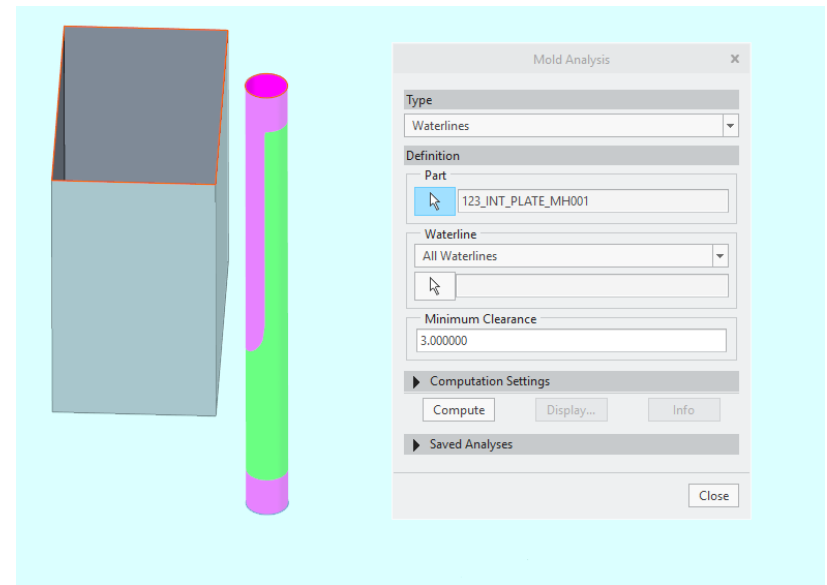 Mold Analysis X
Type
Waterlines
Definition
Part
123_INT_PLATE_MH001
Waterline
All Waterlines
Minimum Clearance
3.000000
Computation Settings
Compute Display... Info
Saved Analyses
Close